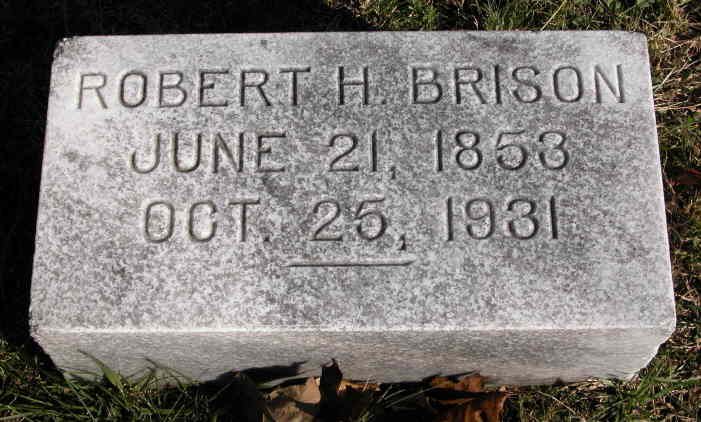 ROBERT H. BRISON
JUNE 21, 1853
OCT. 25, 1931